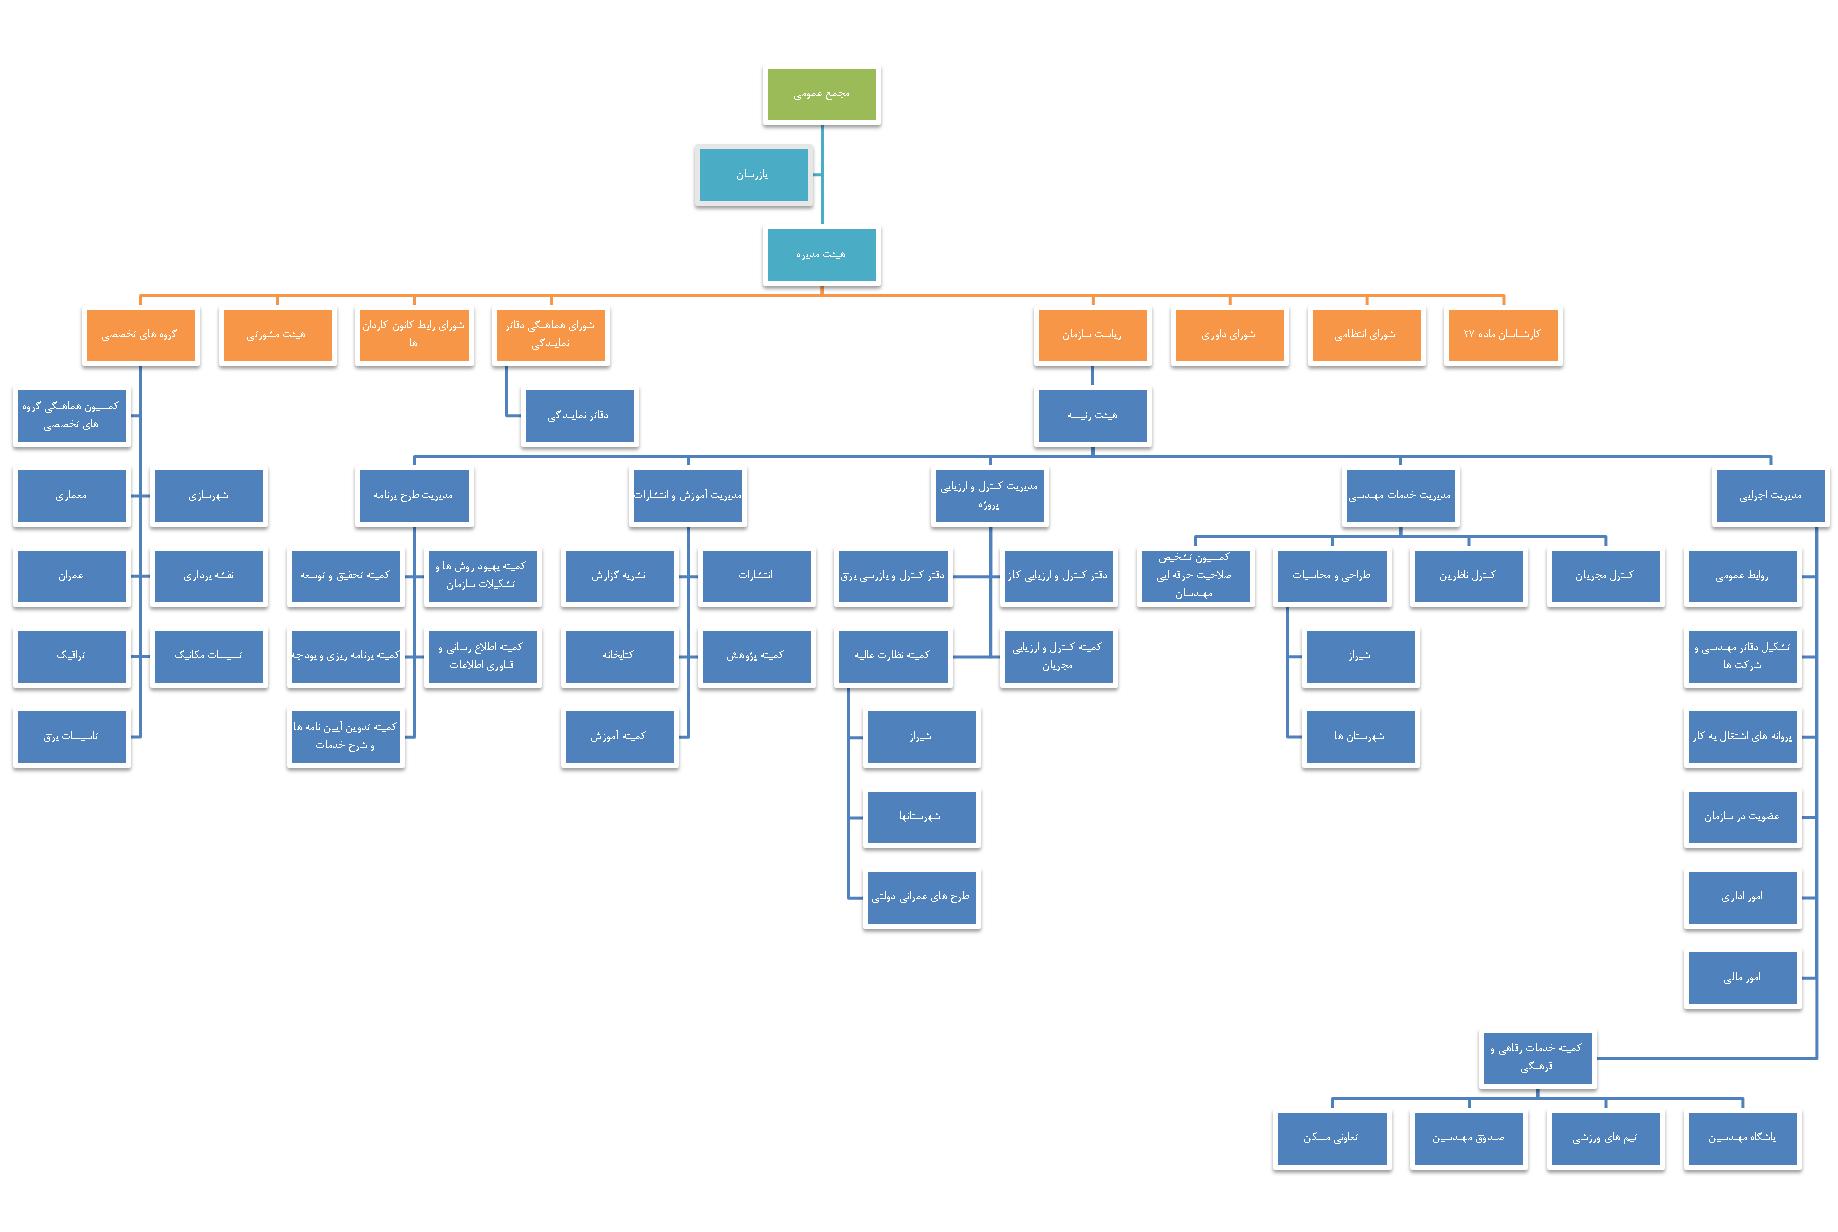 مجمع عمومی
بازرسان
هیئت مدیره
کارشناسان ماده ۲۷
شورای انتظامی
شورای داوری
ریاست سازمان
شورای هماهنگی دفاتر
نمایندگی
شورای رابط کانون کاردان
ها
هیئت مشورتی
گروه های تخصصی
هیئت رئیسه
دفاتر نمایندگی
کمسیون هماهنگی گروه
های تخصصی
مدیریت اجرایی
مدیریت خدمات مهندسی
مدیریت کنترل و ارزیابی
پروژه
مدیریت آموزش و انتشارات
مدیریت طرح برنامه
شهرسازی
معماری
روابط عمومی
کنترل مجریان
کنترل ناظرین
طراحی و محاسبات
کمسیون تشخیص
صلاحیت حرفه ایی
مهندسان
دفتر کنترل و ارزیابی کار
دفتر کنترل و بازرسی برق
انتشارات
نشریه گزارش
کمیته بهبود روش ها و
تشکیلات سازمان
کمیته تحقیق و توسعه
نقشه برداری
عمران
تشکیل دفاتر مهندسی و
شرکت ها
شیراز
کمیته کنترل و ارزیابی
مجریان
کمیته نظارت عالیه
کمیته پژوهش
کتابخانه
کمیته اطلاع رسانی و
فناوری اطلاعات
کمیته برنامه ریزی و بودجه
تسیسات مکانیک
ترافیک
پروانه های اشتغال به کار
شهرستان ها
شیراز
کمیته آموزش
کمیته تدوین آیین نامه ها
و شرح خدمات
تاسیسات برق
عضویت در سازمان
شهرستانها
امور اداری
طرح های عمرانی دولتی
امور مالی
کمیته خدمات رفاهی و
فرهنگی
باشگاه مهندسین
تیم های ورزشی
صندوق مهندسین
تعاونی مسکن